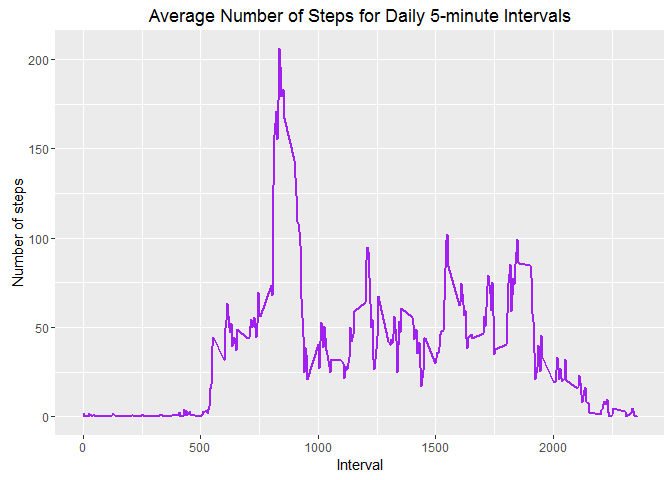 Average Number of Steps for Daily 5-minute Intervals
Number of steps
200
150
100
50
0
0 500 1000 1500 2000
Interval